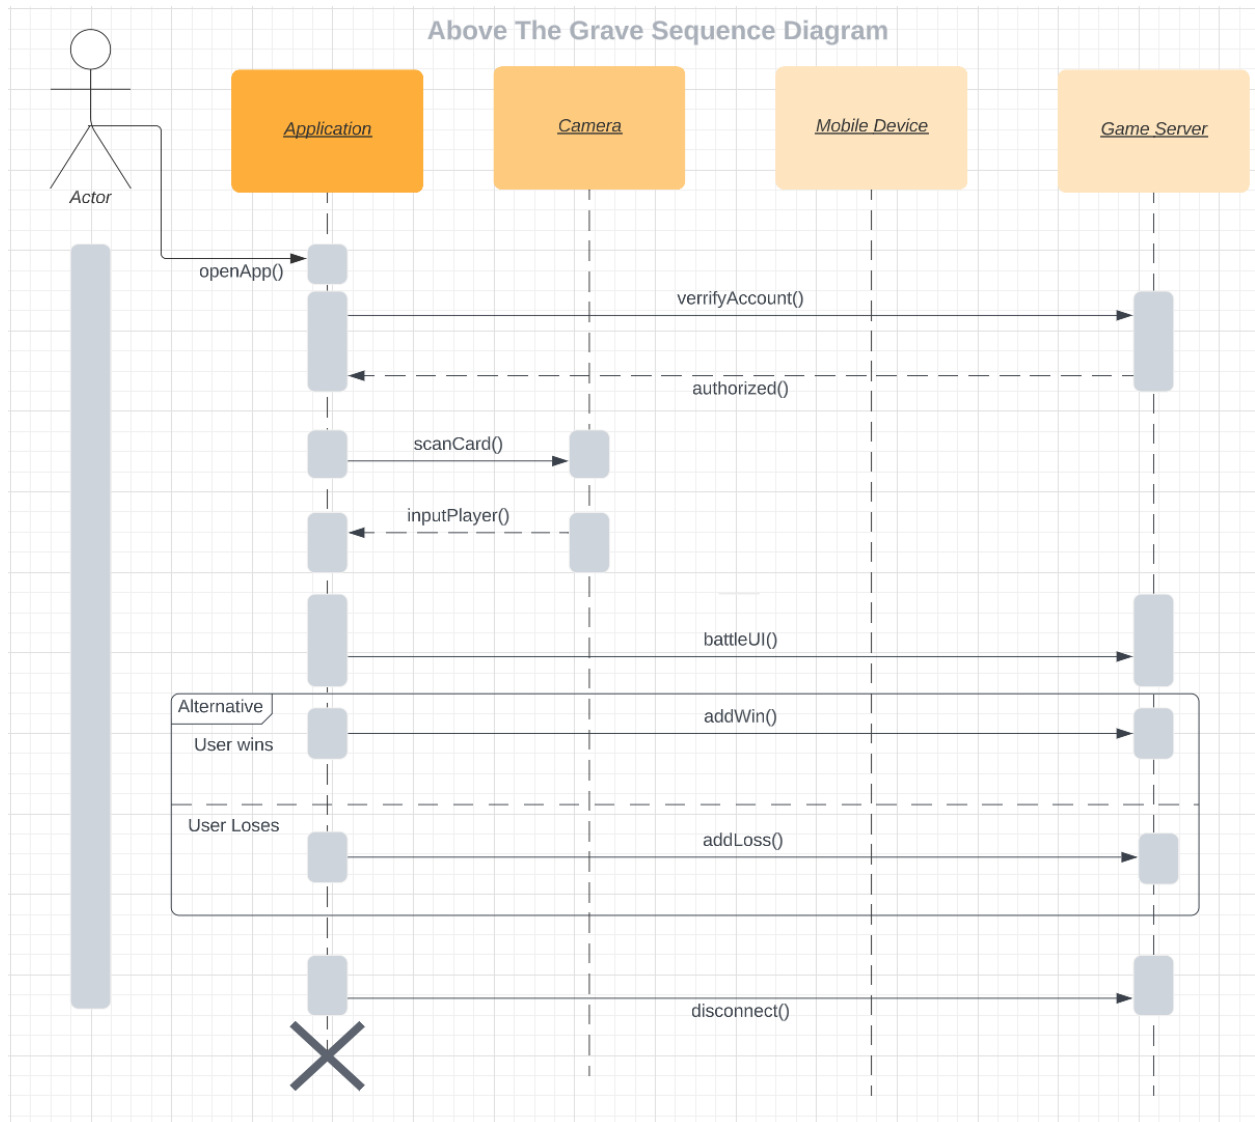 Above The Grave Sequence Diagram
Application
Camera
Mobile Device
Game Server
Actor
openApp()
verrifyAccount()
authorized()
scanCard()
inputPlayer()
battleUI()
Alternative
addWin()
User wins
User Loses
addLoss()
disconnect()